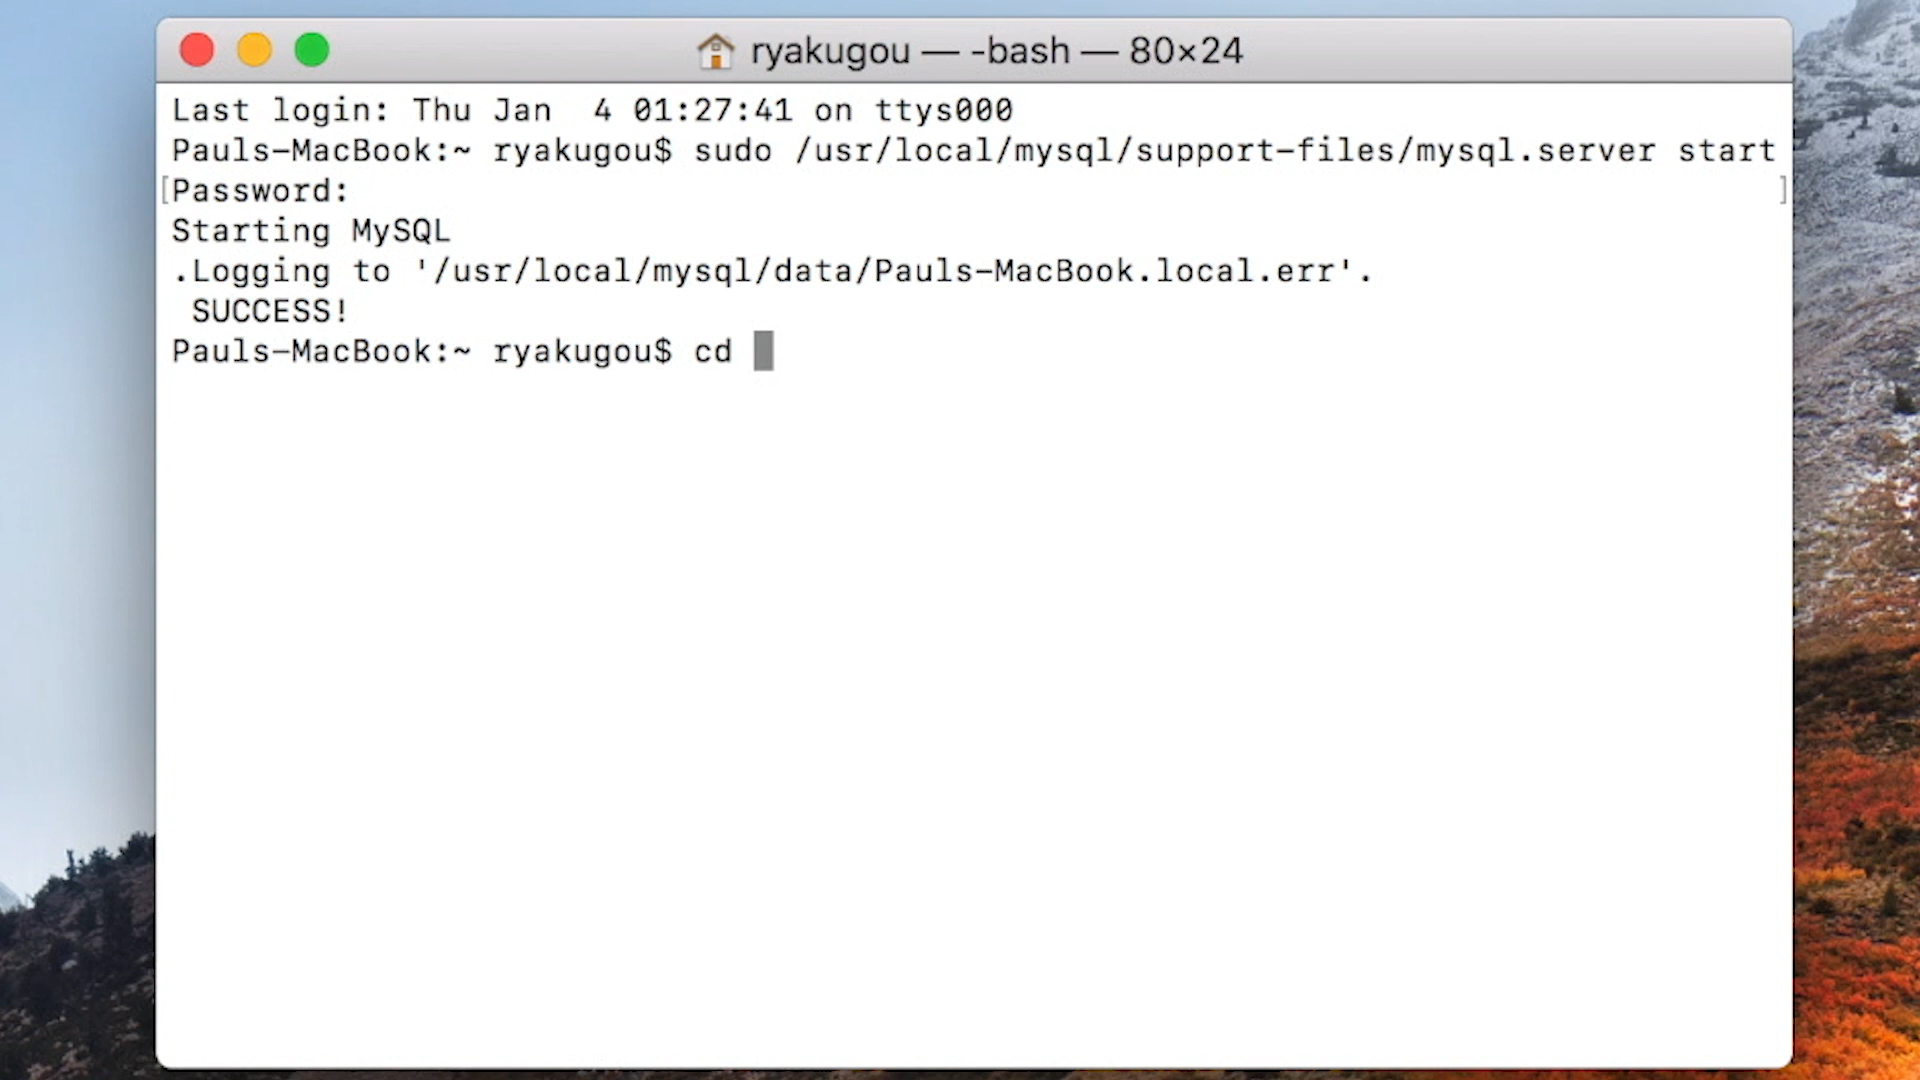 ryakugou — -bash — 80×24
Last login: Thu Jan  4 01:27:41 on ttys000
Pauls-MacBook:~ ryakugou$ sudo /usr/local/mysql/support-files/mysql.server start
[Password:]
Starting MySQL
.Logging to '/usr/local/mysql/data/Pauls-MacBook.local.err'.
 SUCCESS!
Pauls-MacBook:~ ryakugou$ cd